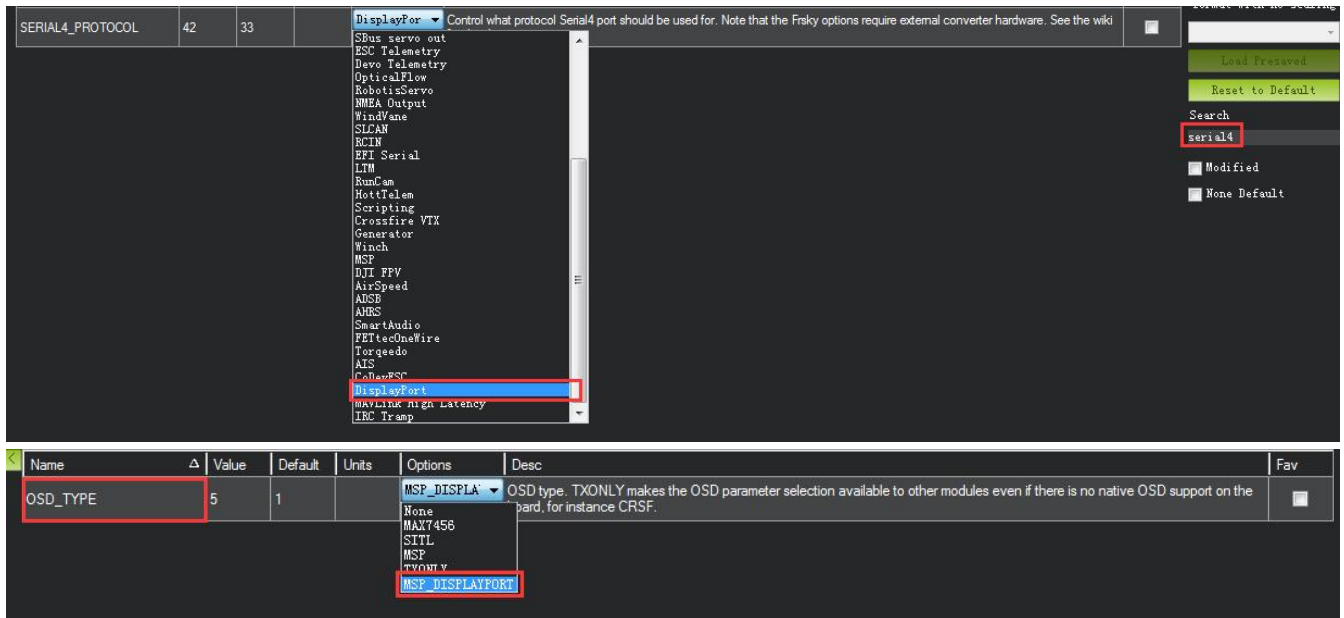 SERIAL4_PROTOCOL 42 33 DisplayPor Control what protocol Serial4 port should be used for. Note that the Frsky options require external converter hardware. See the wiki
SBus servo out
ESC Telemetry
Devo Telemetry
OpticalFlow
RobotisServo
NMEA Output
WindVane
SLCAN
RCIN
EFI Serial
LTM
RunCam
HottTelem
Scripting
Crossfire VTX
Generator
Winch
MSP
DJI FPV
AirSpeed
ADSB
AHRS
SmartAudio
FETtecOneWire
Torqeedo
AIS
CoDevESC
DisplayPort
MAVLink High Latency
IRC Tramp
Load Presaved
Reset to Default
Search
serial4
Modified
None Default
Name Value Default Units Options Desc Fav
OSD_TYPE 5 1 MSP_DISPLA OSD type. TXONLY makes the OSD parameter selection available to other modules even if there is no native OSD support on the
board, for instance CRSF.
None
MAX7456
SITL
MSP
TXONLY
MSP_DISPLAYPORT